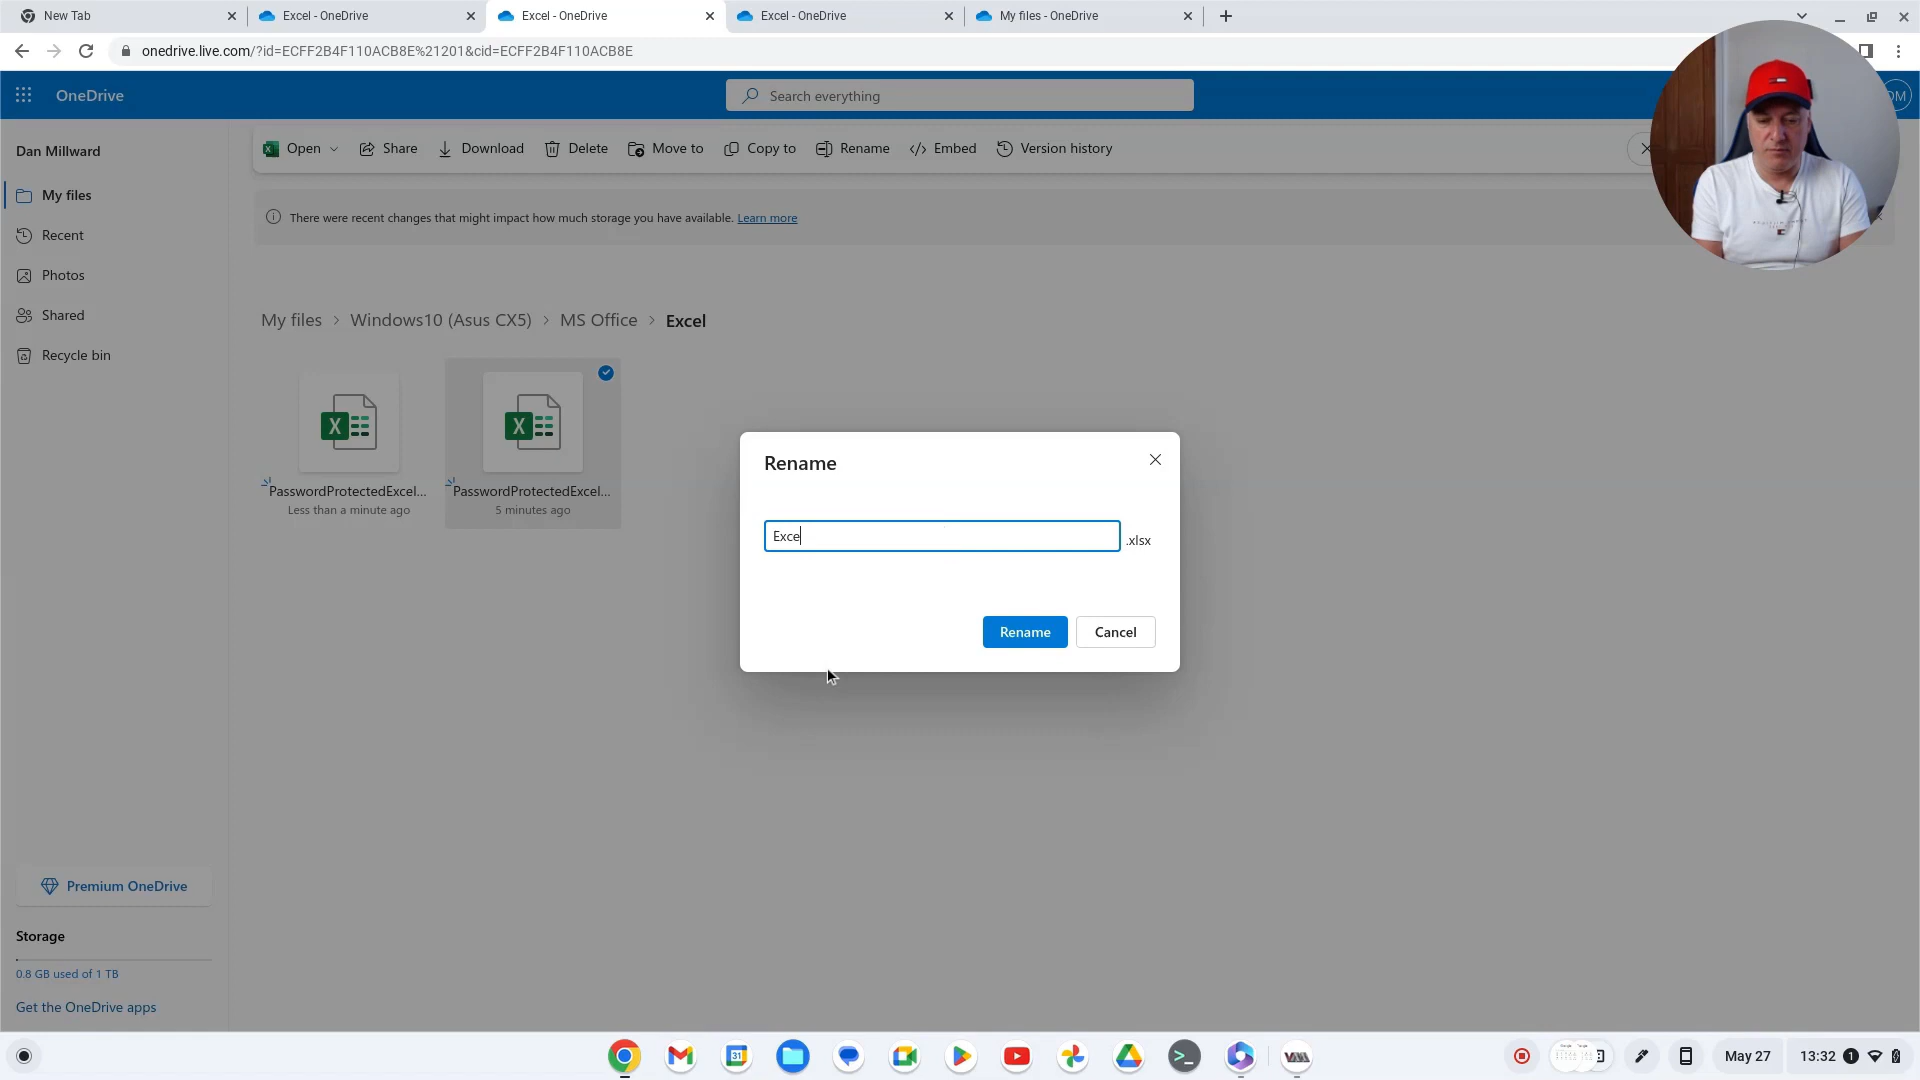 New Tab
Excel - OneDrive
Excel - OneDrive
Excel - OneDrive
My files - OneDrive
onedrive.live.com/?id=ECFF2B4F110ACB8E%21201&cid=ECFF2B4F110ACB8E
OneDrive
Search everything
DM
Dan Millward
Open
Share
Download
Delete
Move to
Copy to
Rename
Embed
Version history
My files
Recent
Photos
Shared
Recycle bin
There were recent changes that might impact how much storage you have available. Learn more
My files > Windows10 (Asus CX5) > MS Office > Excel
PasswordProtectedExcel...
Less than a minute ago
PasswordProtectedExcel...
5 minutes ago
Rename
Exce
.xlsx
Rename
Cancel
Premium OneDrive
Storage
0.8 GB used of 1 TB
Get the OneDrive apps
31
May 27
13:32
1